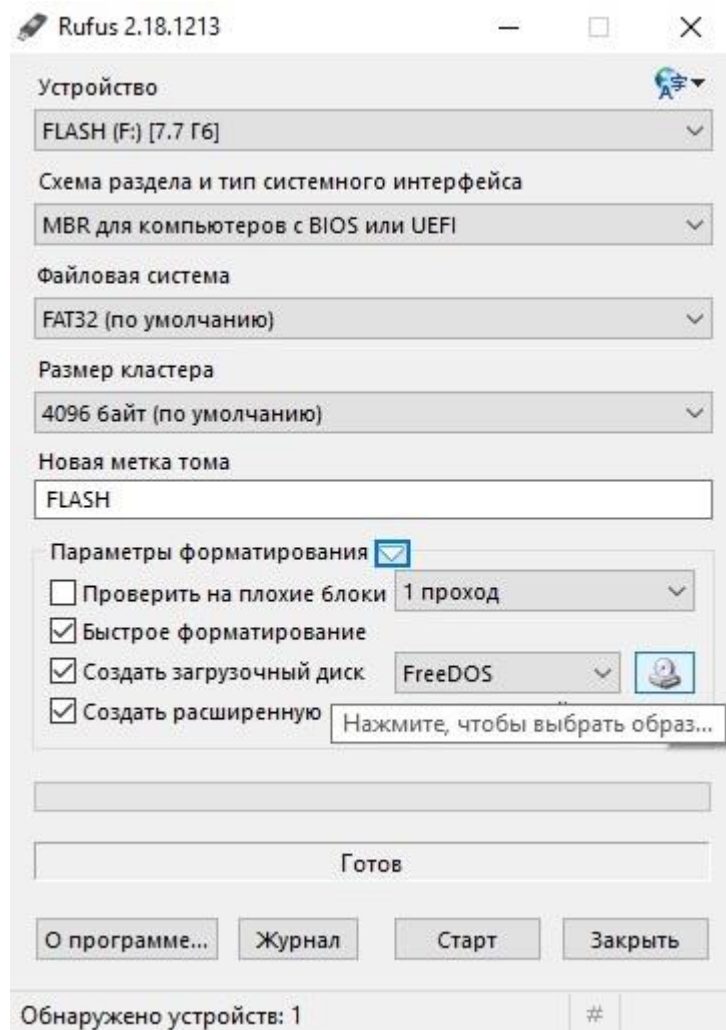 Rufus 2.18.1213
Устройство
FLASH (F:) [7.7 Гб]
Схема раздела и тип системного интерфейса
MBR для компьютеров с BIOS или UEFI
Файловая система
FAT32 (по умолчанию)
Размер кластера
4096 байт (по умолчанию)
Новая метка тома
FLASH
Параметры форматирования
Проверить на плохие блоки 1 проход
Быстрое форматирование
Создать загрузочный диск FreeDOS
Создать расширенную
Нажмите, чтобы выбрать образ...
Готов
О программе... Журнал Старт Закрыть
Обнаружено устройств: 1 #